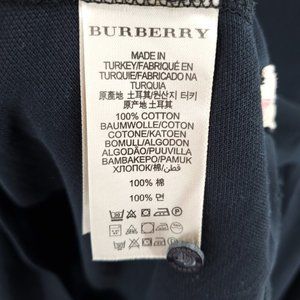 BURBERRY
MADE IN
TURKEY/FABRIQUÉ EN
TURQUIE/FABRICADO EN
TURQUIA
原產地 土耳其/원산지 터키
原产地 土耳其
100% COTTON
BAUMWOLLE/COTON
COTONE/KATOEN
BOMULL/ALGODON
ALGODÃO/PUUVILLA
ΒΑΜΒΑΚΕΡΟ/PAMUK
ХЛОПОК/棉/قطن
100% 棉
100% 면